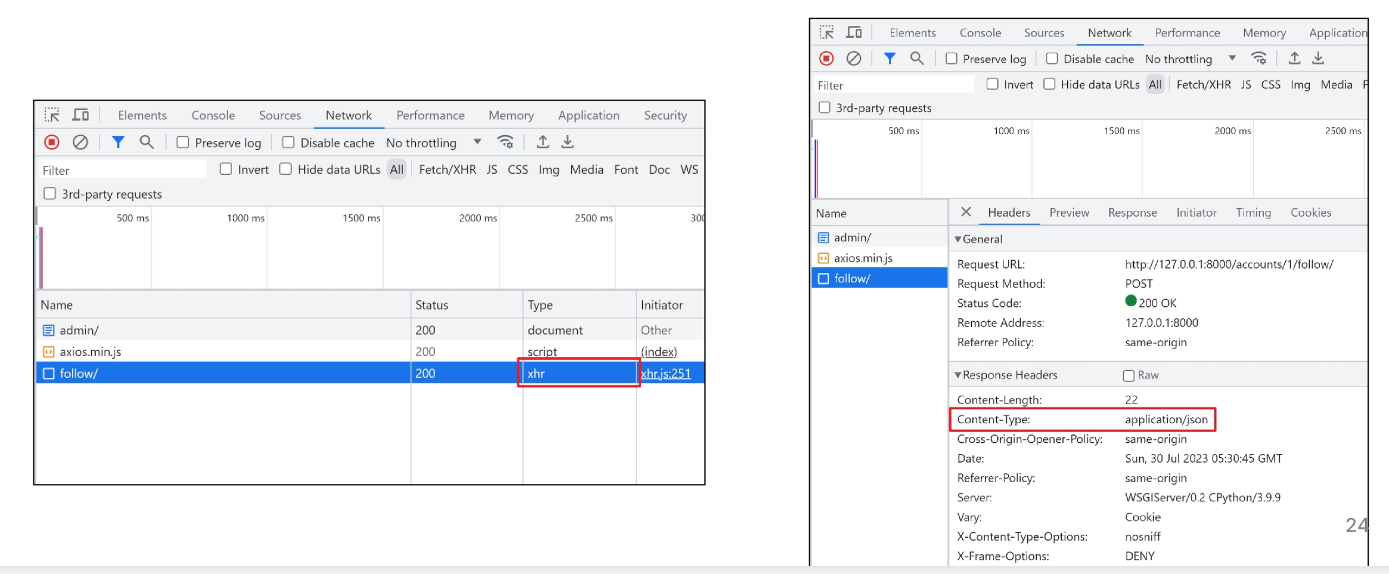 Elements Console Sources Network Performance Memory Application Security
Preserve log Disable cache No throttling
Filter Invert Hide data URLs All Fetch/XHR JS CSS Img Media Font Doc WS
3rd-party requests
500 ms 1000 ms 1500 ms 2000 ms 2500 ms 300
Name Status Type Initiator
admin/ 200 document Other
axios.min.js 200 script (index)
follow/ 200 xhr xhr.js:251
Elements Console Sources Network Performance Memory Application
Preserve log Disable cache No throttling
Filter Invert Hide data URLs All Fetch/XHR JS CSS Img Media F
3rd-party requests
500 ms 1000 ms 1500 ms 2000 ms 2500 ms
Name
admin/
axios.min.js
follow/
Headers Preview Response Initiator Timing Cookies
General
Request URL: http://127.0.0.1:8000/accounts/1/follow/
Request Method: POST
Status Code: 200 OK
Remote Address: 127.0.0.1:8000
Referrer Policy: same-origin
Response Headers Raw
Content-Length: 22
Content-Type: application/json
Cross-Origin-Opener-Policy: same-origin
Date: Sun, 30 Jul 2023 05:30:45 GMT
Referrer-Policy: same-origin
Server: WSGIServer/0.2 CPython/3.9.9
Vary: Cookie
X-Content-Type-Options: nosniff
X-Frame-Options: DENY
24